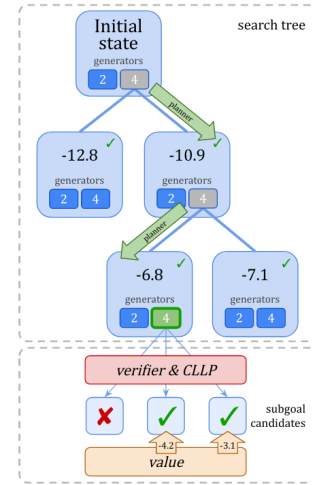 Initial
state
search tree
generators
2 4
planner
-12.8 ✓
generators
2 4
-10.9 ✓
generators
2 4
planner
-6.8 ✓
generators
2 4
-7.1 ✓
generators
2 2
verifier & CLLP
✘ ✓ ✓
subgoal
candidates
-4.2 -3.1
value